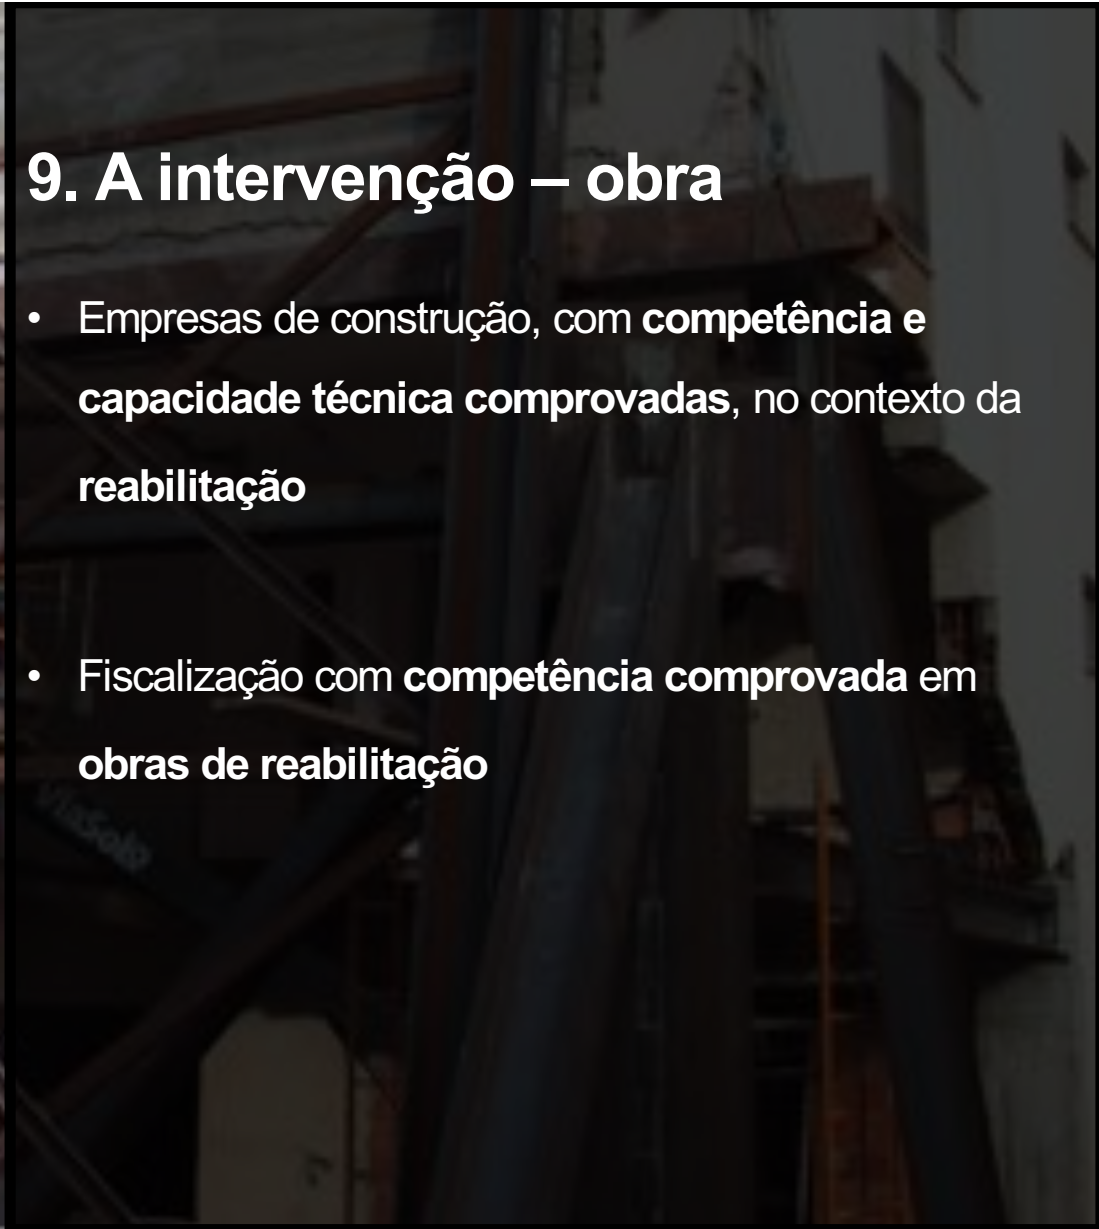 9. A intervenção – obra
• Empresas de construção, com competência e
capacidade técnica comprovadas, no contexto da
reabilitação
• Fiscalização com competência comprovada em
obras de reabilitação
viaSolo